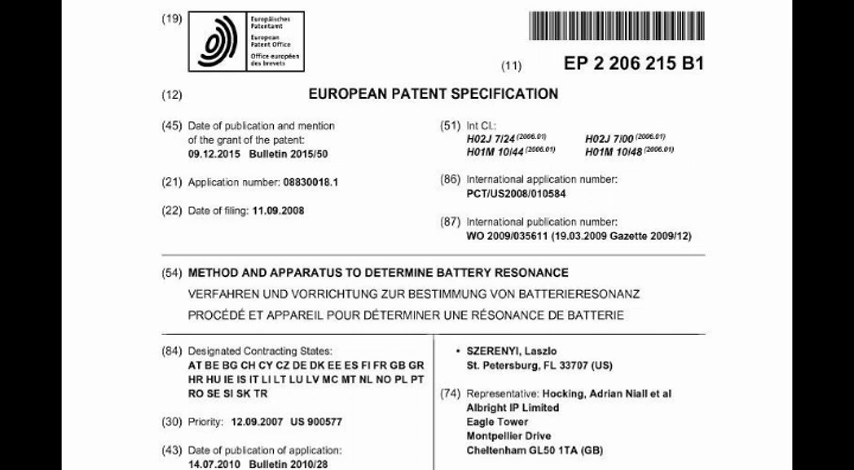 (19)
Europäisches
Patentamt
European
Patent Office
Office européen
des brevets
(11) EP 2 206 215 B1
(12) EUROPEAN PATENT SPECIFICATION
(45) Date of publication and mention
of the grant of the patent:
09.12.2015 Bulletin 2015/50
(21) Application number: 08830018.1
(22) Date of filing: 11.09.2008
(51) Int Cl.:
H02J 7/24 (2006.01) H02J 7/00 (2006.01)
H01M 10/44 (2006.01) H01M 10/48 (2006.01)
(86) International application number:
PCT/US2008/010584
(87) International publication number:
WO 2009/035611 (19.03.2009 Gazette 2009/12)
(54) METHOD AND APPARATUS TO DETERMINE BATTERY RESONANCE
VERFAHREN UND VORRICHTUNG ZUR BESTIMMUNG VON BATTERIERESONANZ
PROCÉDÉ ET APPAREIL POUR DÉTERMINER UNE RÉSONANCE DE BATTERIE
(84) Designated Contracting States:
AT BE BG CH CY CZ DE DK EE ES FI FR GB GR
HR HU IE IS IT LI LT LU LV MC MT NL NO PL PT
RO SE SI SK TR
(30) Priority: 12.09.2007 US 900577
(43) Date of publication of application:
14.07.2010 Bulletin 2010/28
• SZERENYI, Laszlo
St. Petersburg, FL 33707 (US)
(74) Representative: Hocking, Adrian Niall et al
Albright IP Limited
Eagle Tower
Montpellier Drive
Cheltenham GL50 1TA (GB)